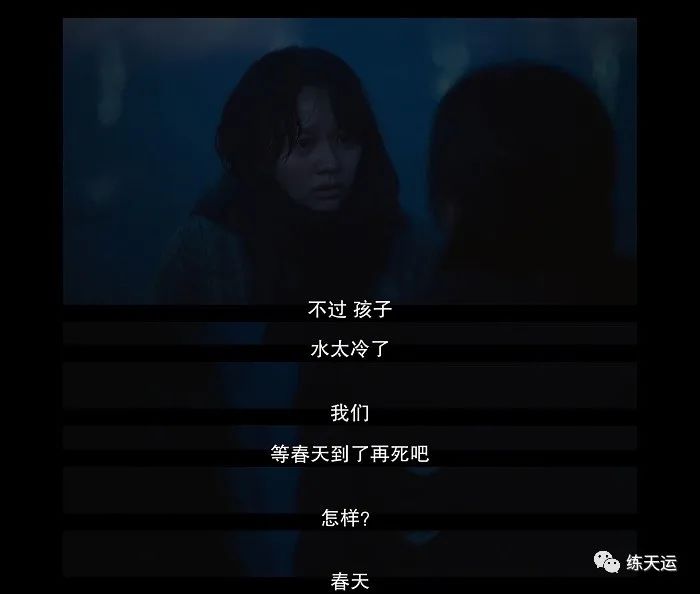 不过 孩子
水太冷了
我们
等春天到了再死吧
怎样?
春天
练天运